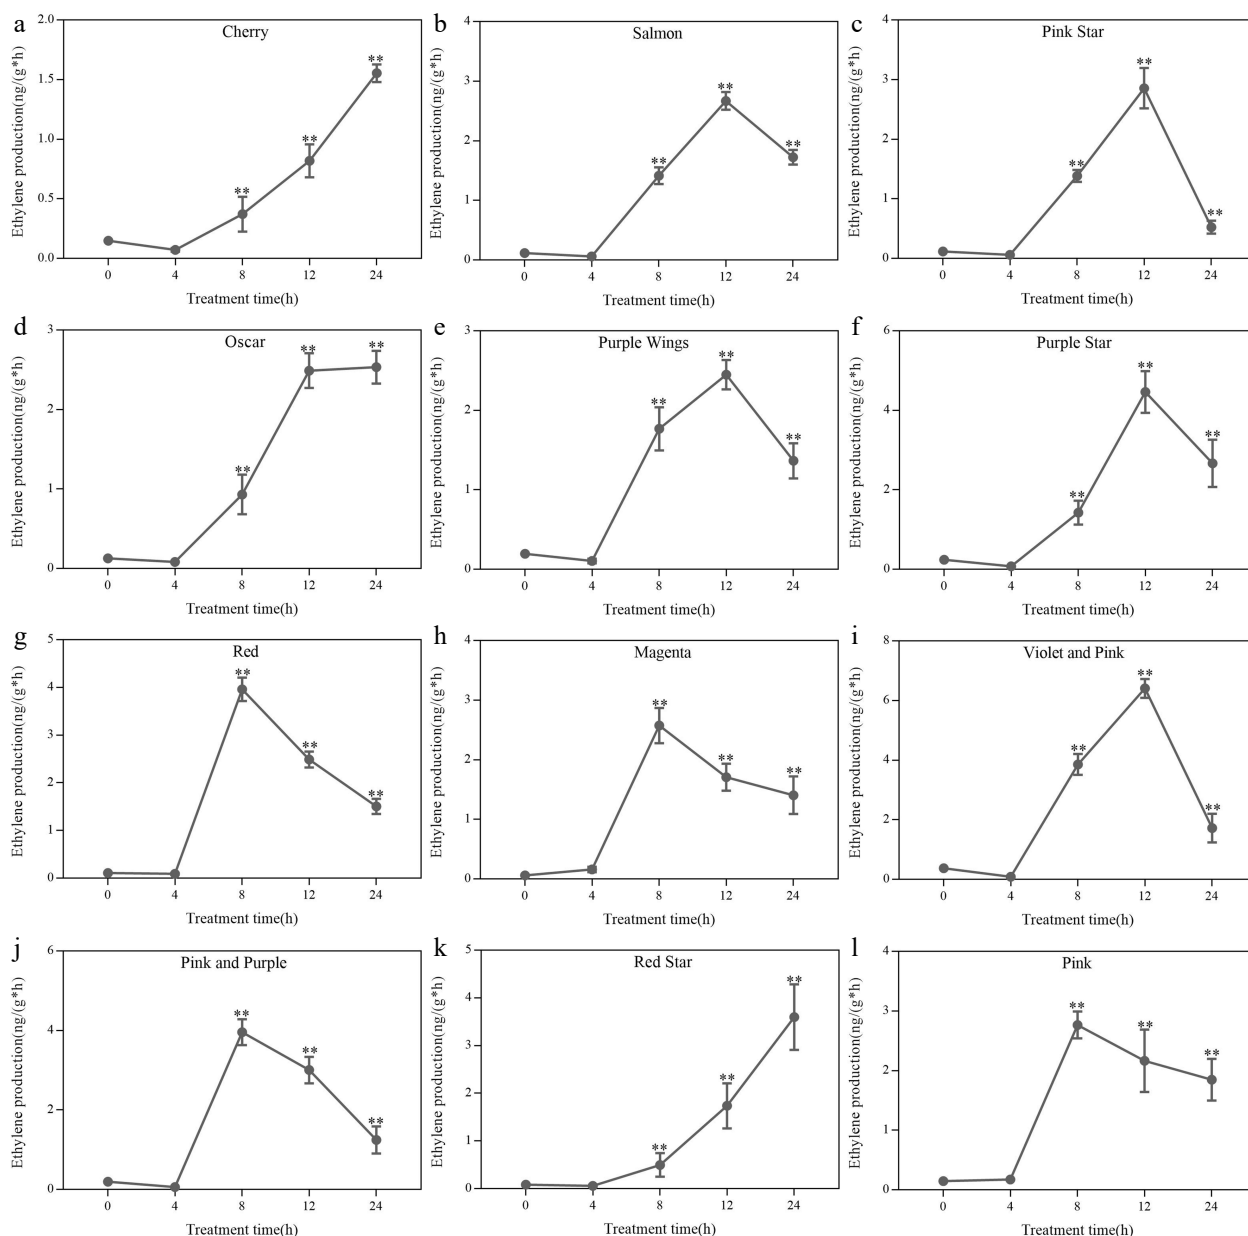 a
Cherry
Ethylene production(ng/(g*h)
2.0
1.5
1.0
0.5
0.0
**
**
**
0 4 8 12 24
Treatment time(h)
b
Salmon
Ethylene production(ng/(g*h)
4
3
2
1
0
**
**
**
0 4 8 12 24
Treatment time(h)
c
Pink Star
Ethylene production(ng/(g*h)
4
3
2
1
0
**
**
**
0 4 8 12 24
Treatment time(h)
d
Oscar
Ethylene production(ng/(g*h)
3
2
1
0
**
**
**
0 4 8 12 24
Treatment time(h)
e
Purple Wings
Ethylene production(ng/(g*h)
3
2
1
0
**
**
**
0 4 8 12 24
Treatment time(h)
f
Purple Star
Ethylene production(ng/(g*h)
6
4
2
0
**
**
**
0 4 8 12 24
Treatment time(h)
g
Red
Ethylene production(ng/(g*h)
5
4
3
2
1
0
**
**
**
0 4 8 12 24
Treatment time(h)
h
Magenta
Ethylene production(ng/(g*h)
4
3
2
1
0
**
**
**
0 4 8 12 24
Treatment time(h)
i
Violet and Pink
Ethylene production(ng/(g*h)
8
6
4
2
0
**
**
**
0 4 8 12 24
Treatment time(h)
j
Pink and Purple
Ethylene production(ng/(g*h)
6
4
2
0
**
**
**
0 4 8 12 24
Treatment time(h)
k
Red Star
Ethylene production(ng/(g*h)
5
4
3
2
1
0
**
**
**
0 4 8 12 24
Treatment time(h)
l
Pink
Ethylene production(ng/(g*h)
4
3
2
1
0
**
**
**
0 4 8 12 24
Treatment time(h)